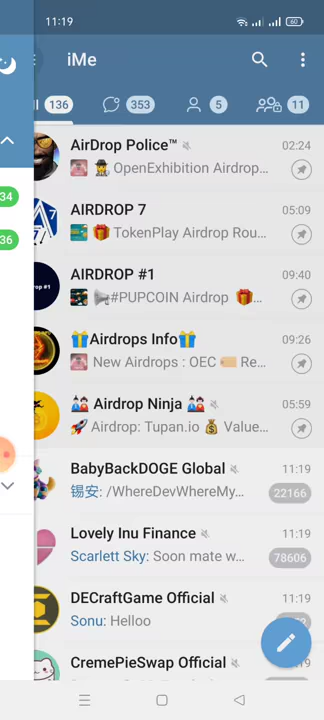 11:19
60
iMe
136
353
5
11
34
36
AirDrop Police™
02:24
OpenExhibition Airdrop...
AIRDROP 7
05:09
TokenPlay Airdrop Rou...
AIRDROP #1
09:40
#PUPCOIN Airdrop
Airdrops Info
09:26
New Airdrops : OEC Re...
Airdrop Ninja
05:59
Airdrop: Tupan.io Value...
BabyBackDOGE Global
11:19
锡安: /WhereDevWhereMy...
22166
Lovely Inu Finance
11:19
Scarlett Sky: Soon mate w...
78606
DECraftGame Official
11:19
Sonu: Helloo
CremePieSwap Official